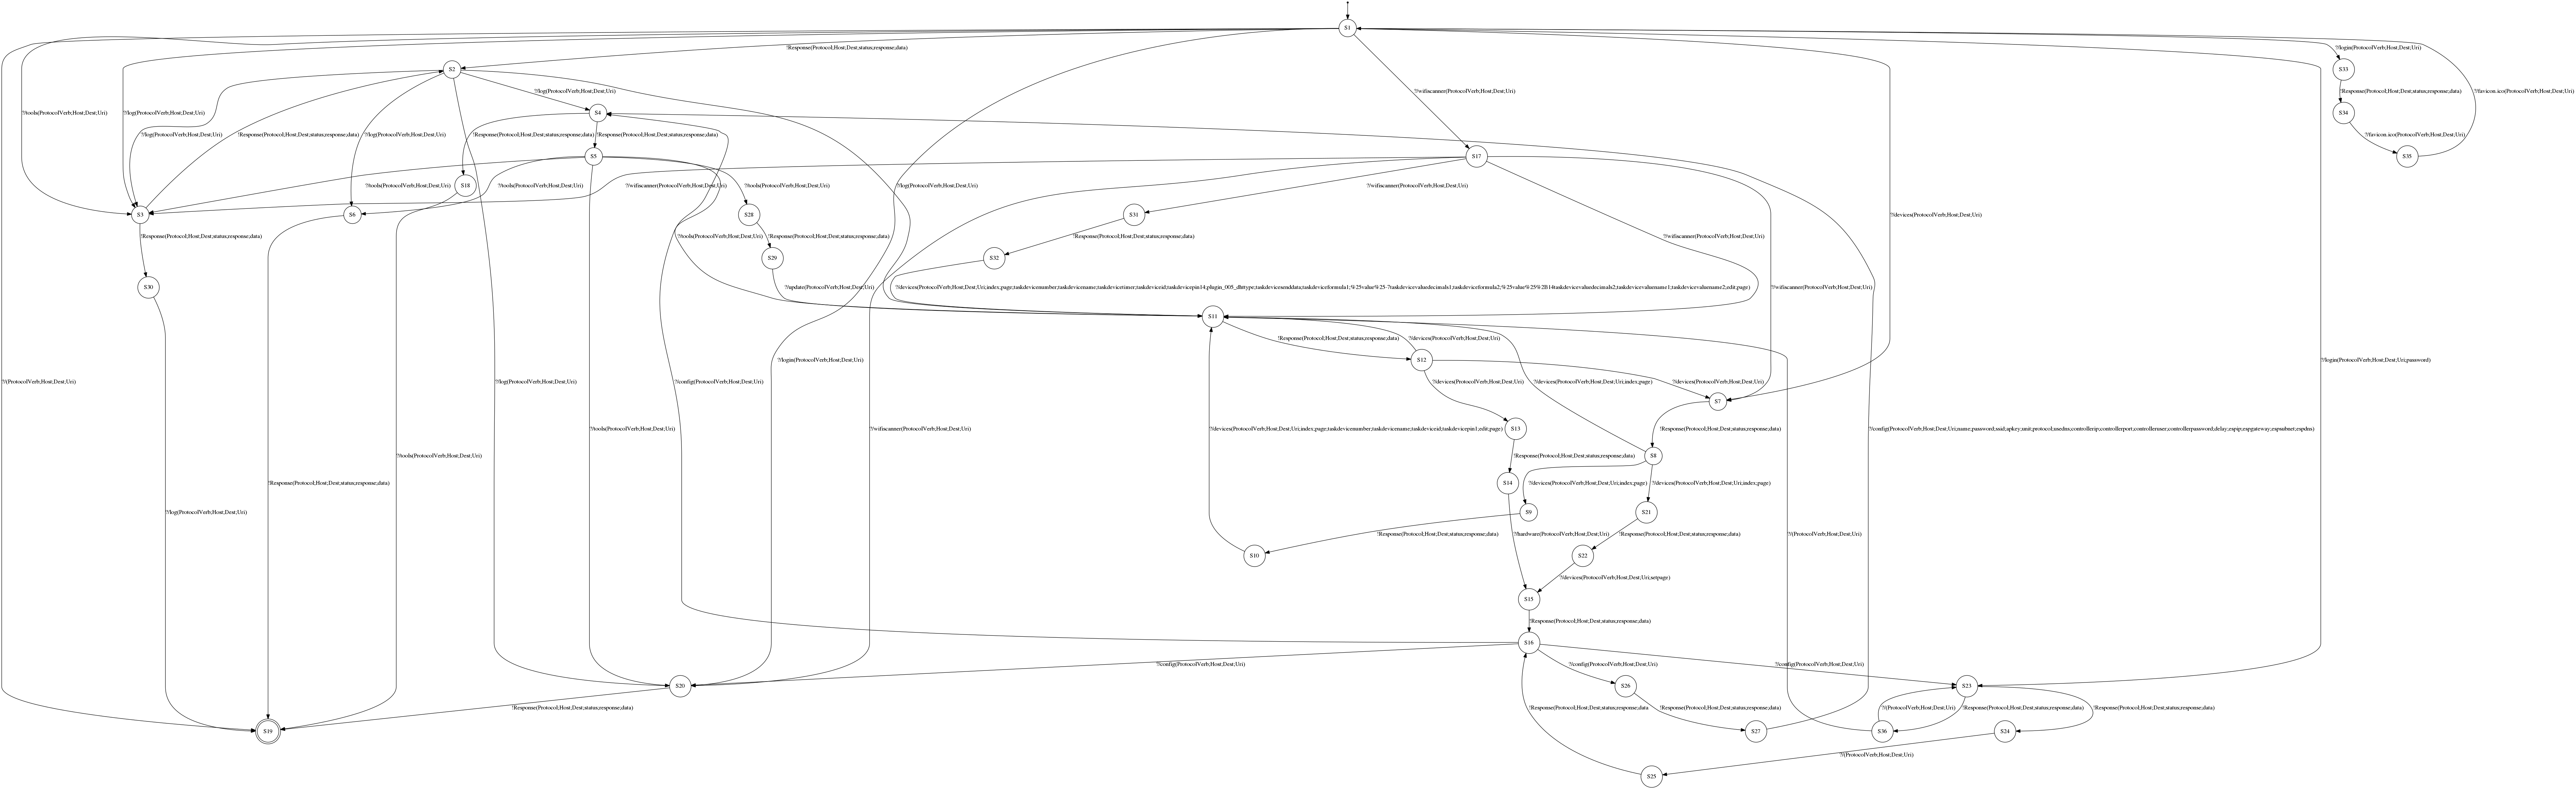 S1
!Response(Protocol;Host;Dest;status;response;data)
?/login(ProtocolVerb;Host;Dest;Uri)
S2
S33
?/log(ProtocolVerb;Host;Dest;Uri)
?/wifiscanner(ProtocolVerb;Host;Dest;Uri)
!Response(Protocol;Host;Dest;status;response;data)
?/favicon.ico(ProtocolVerb;Host;Dest;Uri)
?/tools(ProtocolVerb;Host;Dest;Uri)
?/log(ProtocolVerb;Host;Dest;Uri)
S4
S34
?/log(ProtocolVerb;Host;Dest;Uri)
!Response(Protocol;Host;Dest;status;response;data)
?/log(ProtocolVerb;Host;Dest;Uri)
!Response(Protocol;Host;Dest;status;response;data)
!Response(Protocol;Host;Dest;status;response;data)
?/favicon.ico(ProtocolVerb;Host;Dest;Uri)
S5
S17
S35
S18
?/tools(ProtocolVerb;Host;Dest;Uri)
?/tools(ProtocolVerb;Host;Dest;Uri)
?/wifiscanner(ProtocolVerb;Host;Dest;Uri)
?/tools(ProtocolVerb;Host;Dest;Uri)
?/log(ProtocolVerb;Host;Dest;Uri)
?/wifiscanner(ProtocolVerb;Host;Dest;Uri)
S3
S6
S28
S31
?/devices(ProtocolVerb;Host;Dest;Uri)
!Response(Protocol;Host;Dest;status;response;data)
?/tools(ProtocolVerb;Host;Dest;Uri)
!Response(Protocol;Host;Dest;status;response;data)
!Response(Protocol;Host;Dest;status;response;data)
?/wifiscanner(ProtocolVerb;Host;Dest;Uri)
S29
S32
S30
?/update(ProtocolVerb;Host;Dest;Uri)
?/devices(ProtocolVerb;Host;Dest;Uri;index;page;taskdevicenumber;taskdevicename;taskdevicetimer;taskdeviceid;taskdevicepin14;plugin_005_dhttype;taskdevicesenddata;taskdeviceformula1;%25value%25-7taskdevicevaluedecimals1;taskdeviceformula2;%25value%25%2B14taskdevicevaluedecimals2;taskdevicevaluename1;taskdevicevaluename2;edit;page)
?/wifiscanner(ProtocolVerb;Host;Dest;Uri)
S11
!Response(Protocol;Host;Dest;status;response;data)
?/devices(ProtocolVerb;Host;Dest;Uri)
?/login(ProtocolVerb;Host;Dest;Uri)
S12
?/login(ProtocolVerb;Host;Dest;Uri;password)
?/(ProtocolVerb;Host;Dest;Uri)
?/log(ProtocolVerb;Host;Dest;Uri)
?/config(ProtocolVerb;Host;Dest;Uri)
?/devices(ProtocolVerb;Host;Dest;Uri)
?/devices(ProtocolVerb;Host;Dest;Uri;index;page)
?/devices(ProtocolVerb;Host;Dest;Uri)
S7
?/tools(ProtocolVerb;Host;Dest;Uri)
?/wifiscanner(ProtocolVerb;Host;Dest;Uri)
?/devices(ProtocolVerb;Host;Dest;Uri;index;page;taskdevicenumber;taskdevicename;taskdeviceid;taskdevicepin1;edit;page)
S13
!Response(Protocol;Host;Dest;status;response;data)
?/config(ProtocolVerb;Host;Dest;Uri;name;password;ssid;apkey;unit;protocol;usedns;controllerip;controllerport;controlleruser;controllerpassword;delay;espip;espgateway;espsubnet;espdns)
?/tools(ProtocolVerb;Host;Dest;Uri)
!Response(Protocol;Host;Dest;status;response;data)
S8
!Response(Protocol;Host;Dest;status;response;data)
S14
?/devices(ProtocolVerb;Host;Dest;Uri;index;page)
?/devices(ProtocolVerb;Host;Dest;Uri;index;page)
?/log(ProtocolVerb;Host;Dest;Uri)
S9
S21
!Response(Protocol;Host;Dest;status;response;data)
?/hardware(ProtocolVerb;Host;Dest;Uri)
!Response(Protocol;Host;Dest;status;response;data)
?/(ProtocolVerb;Host;Dest;Uri)
S10
S22
?/devices(ProtocolVerb;Host;Dest;Uri;setpage)
S15
!Response(Protocol;Host;Dest;status;response;data)
S16
?/config(ProtocolVerb;Host;Dest;Uri)
?/config(ProtocolVerb;Host;Dest;Uri)
?/config(ProtocolVerb;Host;Dest;Uri)
S20
S26
S23
!Response(Protocol;Host;Dest;status;response;data)
!Response(Protocol;Host;Dest;status;response;data
!Response(Protocol;Host;Dest;status;response;data)
?/(ProtocolVerb;Host;Dest;Uri)
!Response(Protocol;Host;Dest;status;response;data)
!Response(Protocol;Host;Dest;status;response;data)
S19
S27
S36
S24
?/(ProtocolVerb;Host;Dest;Uri)
S25